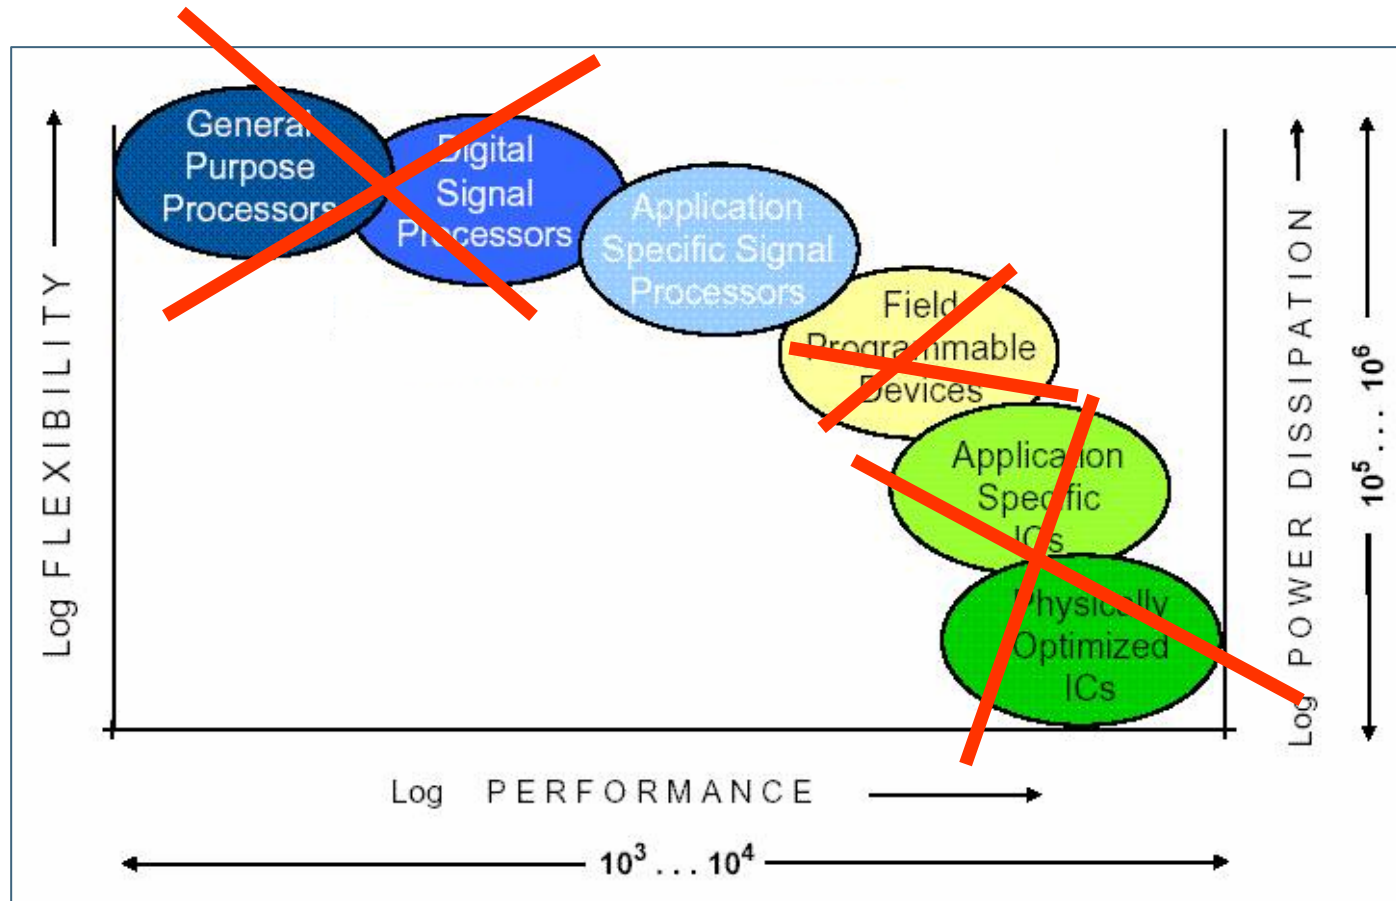 General
Purpose
Processors
Digital
Signal
Processors
Application
Specific Signal
Processors
Field
Programmable
Devices
Application
Specific
ICs
Physically
Optimized
ICs
Log FLEXIBILITY
Log POWER DISSIPATION
10⁵ . . . 10⁶
Log PERFORMANCE
10³ . . . 10⁴